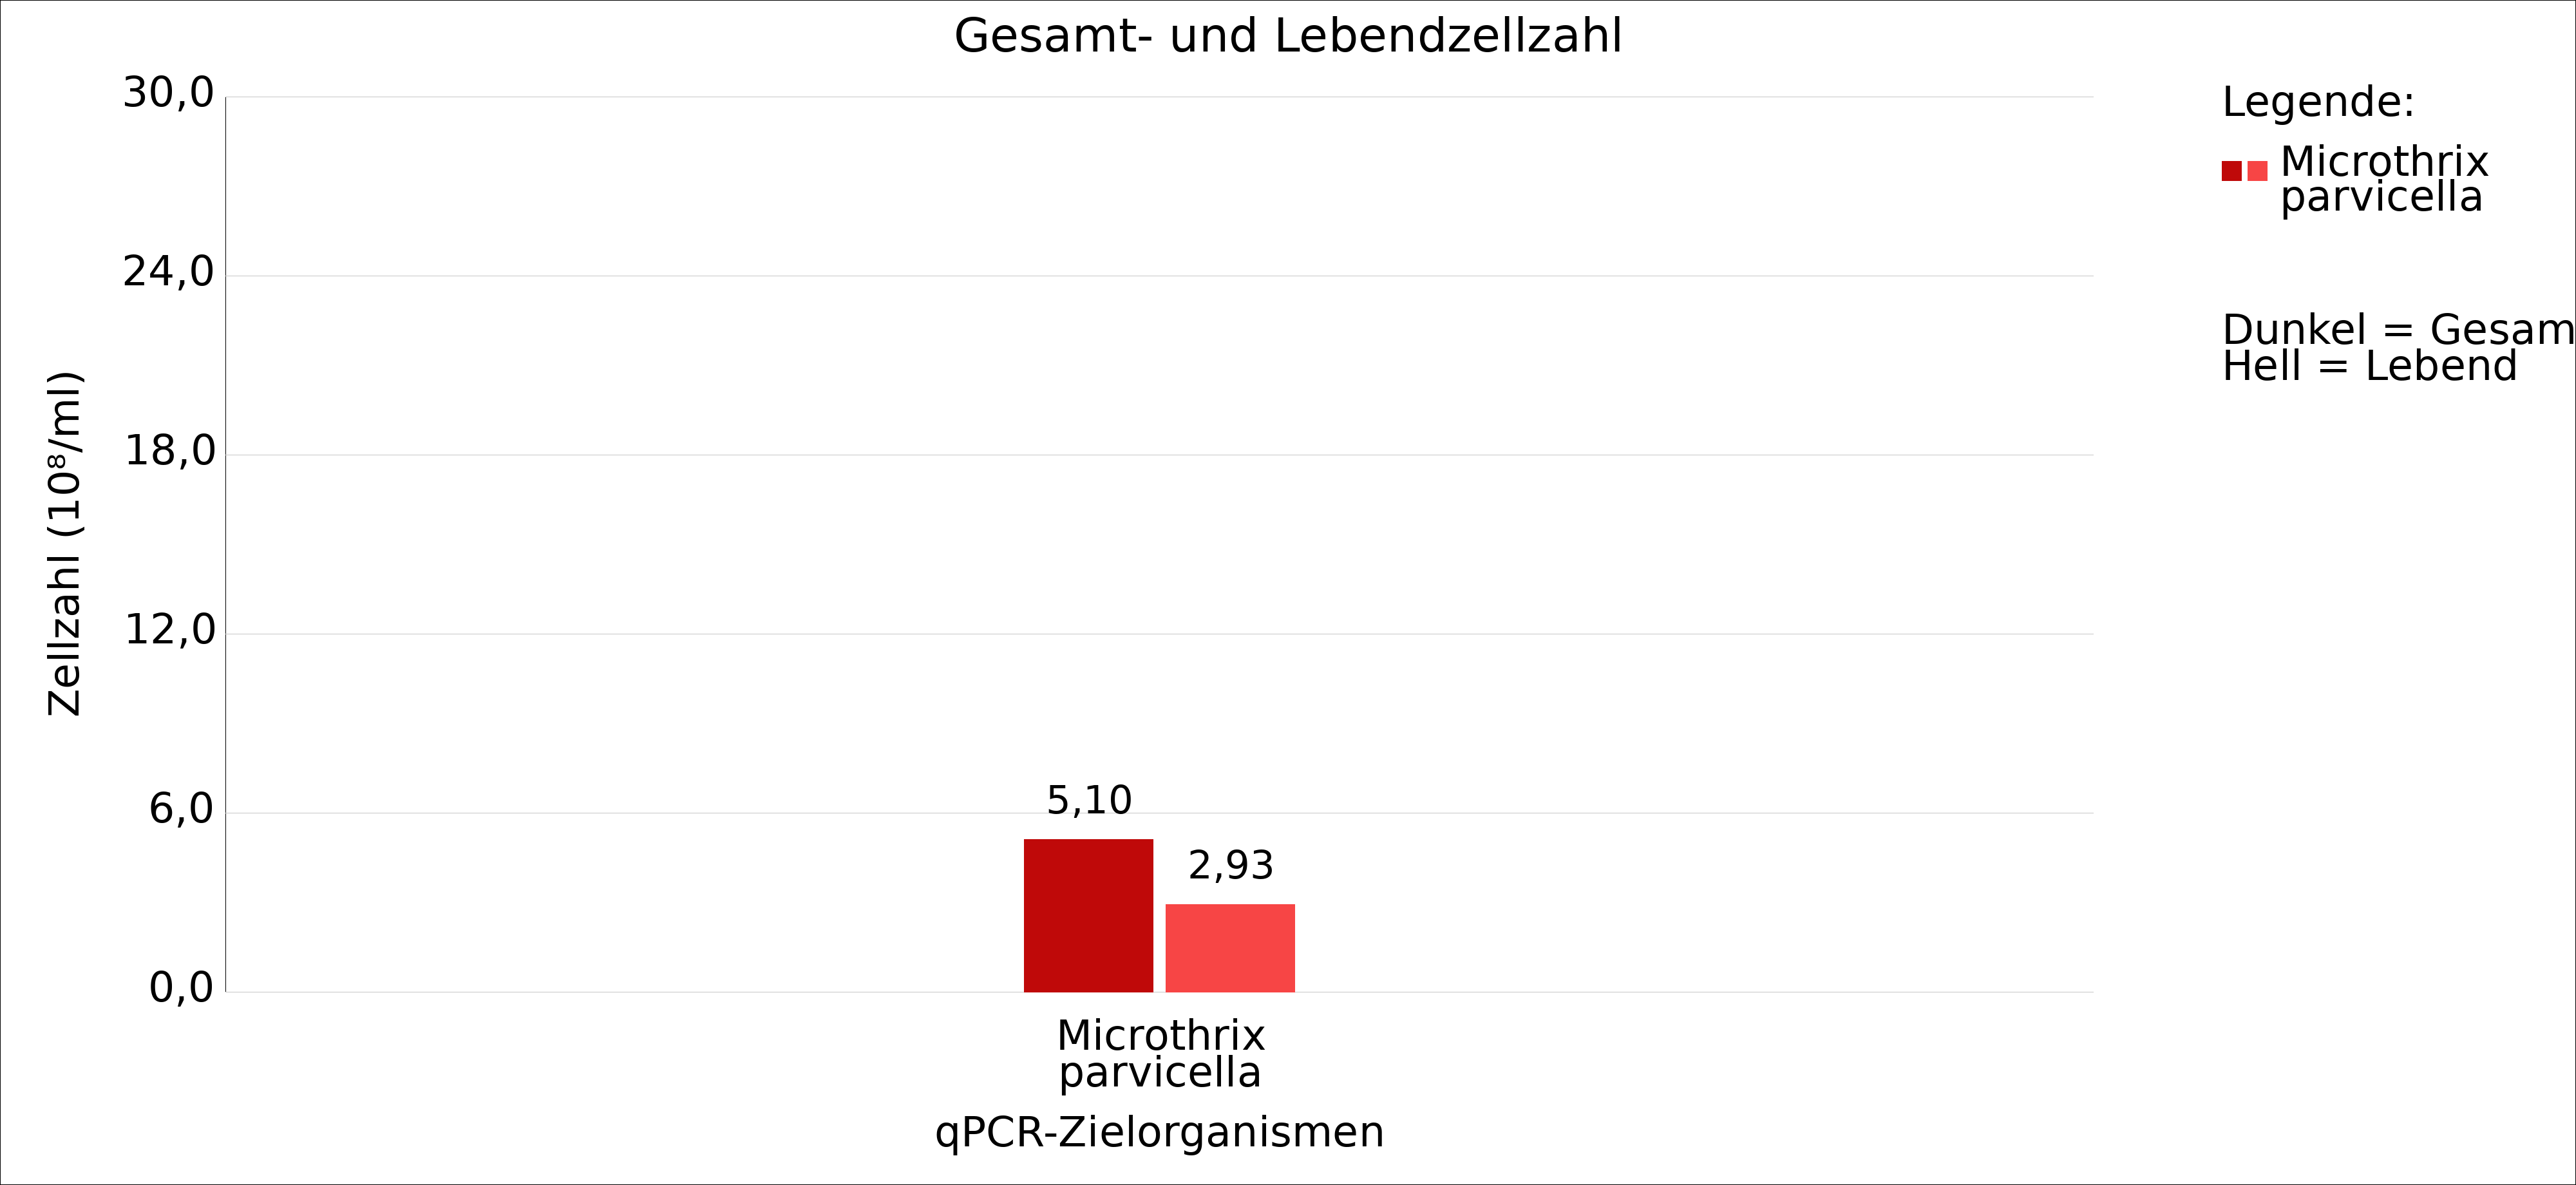 Gesamt- und Lebendzellzahl
30,0
24,0
18,0
12,0
6,0
0,0
Zellzahl (10⁸/ml)
5,10
2,93
Microthrix
parvicella
qPCR-Zielorganismen
Legende:
Microthrix
parvicella
Dunkel = Gesam
Hell = Lebend